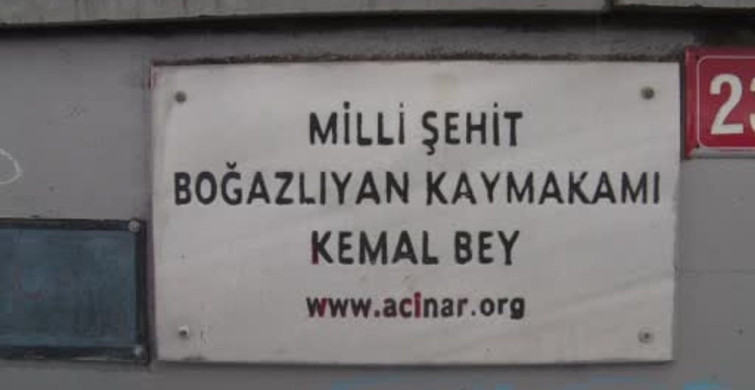 MİLLİ ŞEHİT
BOĞAZLIYAN KAYMAKAMI
KEMAL BEY
www.acinar.org